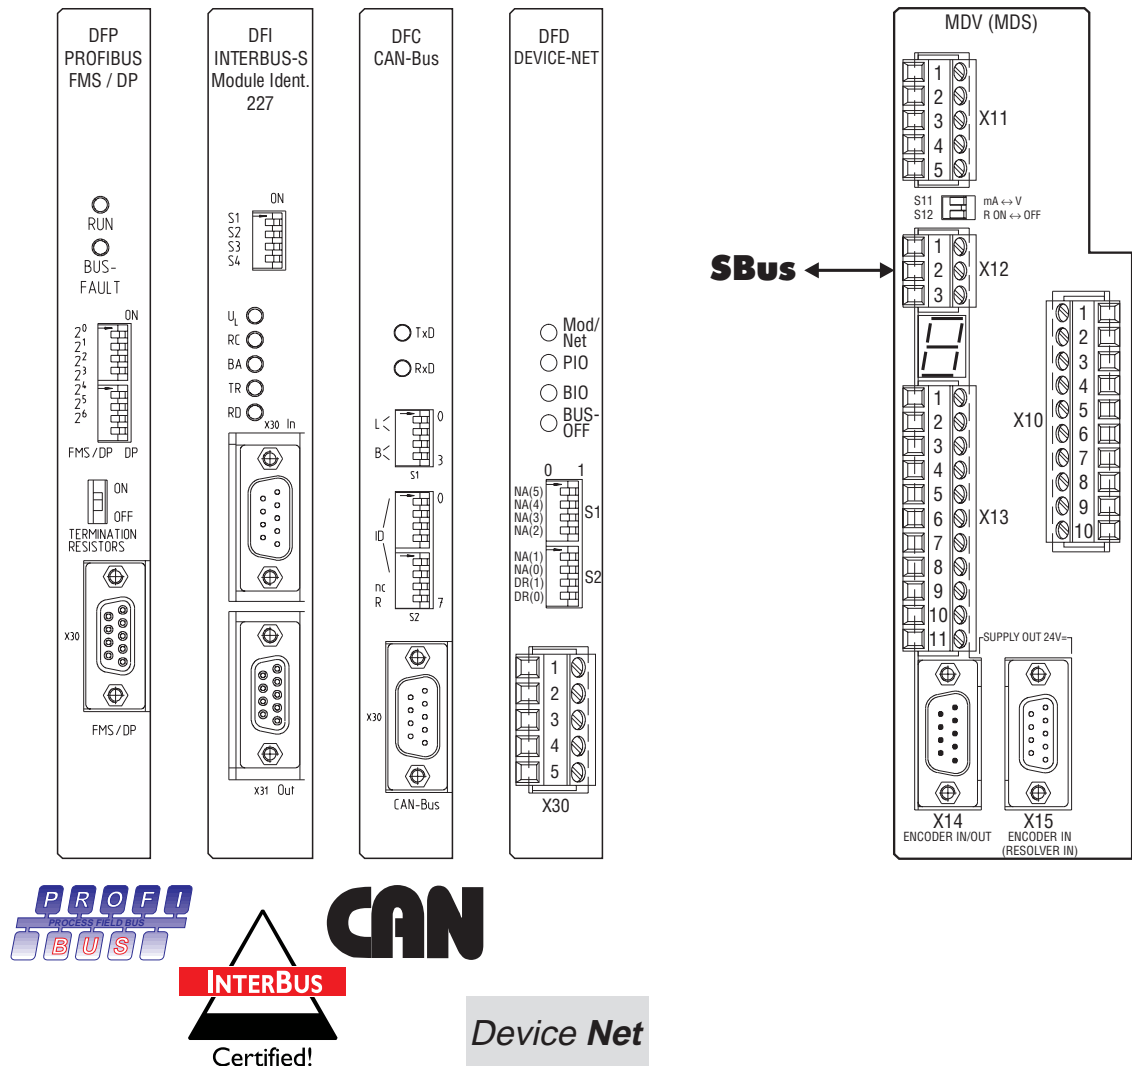 DFP
PROFIBUS
FMS / DP
RUN
BUS-
FAULT
ON
2⁰
2¹
2²
2³
2⁴
2⁵
2⁶
FMS/DP DP
ON
OFF
TERMINATION
RESISTORS
X30
FMS/DP
DFI
INTERBUS-S
Module Ident.
227
ON
S1
S2
S3
S4
UL
RC
BA
TR
RD
X30 In
X31 Out
DFC
CAN-Bus
TxD
RxD
0
L
B
3
S1
0
ID
nc
R
7
S2
X30
CAN-Bus
DFD
DEVICE-NET
Mod/
Net
PIO
BIO
BUS-
OFF
0 1
NA(5)
NA(4)
NA(3)
NA(2)
S1
NA(1)
NA(0)
DR(1)
DR(0)
S2
1
2
3
4
5
X30
SBus
MDV (MDS)
1
2
3
4
5
X11
S11 mA ↔ V
S12 R ON ↔ OFF
1
2
3
X12
1
2
3
4
5
6
7
8
9
10
11
X13
1
2
3
4
5
6
7
8
9
10
X10
SUPPLY OUT 24V=
X14
ENCODER IN/OUT
X15
ENCODER IN
(RESOLVER IN)
PROFI
PROCESS FIELD BUS
BUS
INTERBUS
Certified!
CAN
Device Net